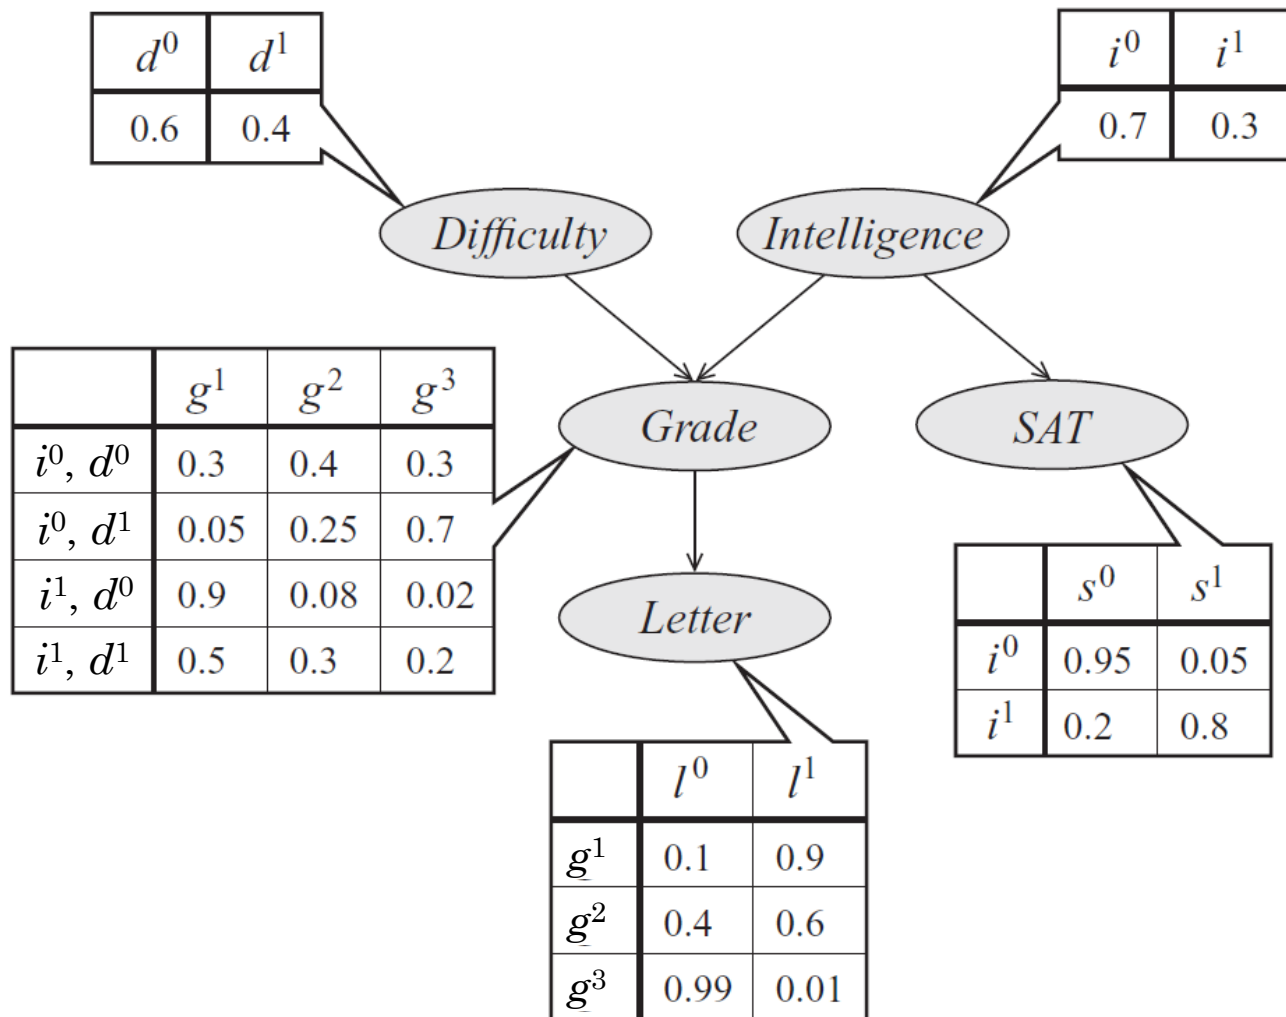 d⁰ d¹
0.6 0.4
i⁰ i¹
0.7 0.3
Difficulty
Intelligence
g¹ g² g³
i⁰, d⁰ 0.3 0.4 0.3
i⁰, d¹ 0.05 0.25 0.7
i¹, d⁰ 0.9 0.08 0.02
i¹, d¹ 0.5 0.3 0.2
Grade
SAT
Letter
s⁰ s¹
i⁰ 0.95 0.05
i¹ 0.2 0.8
l⁰ l¹
g¹ 0.1 0.9
g² 0.4 0.6
g³ 0.99 0.01